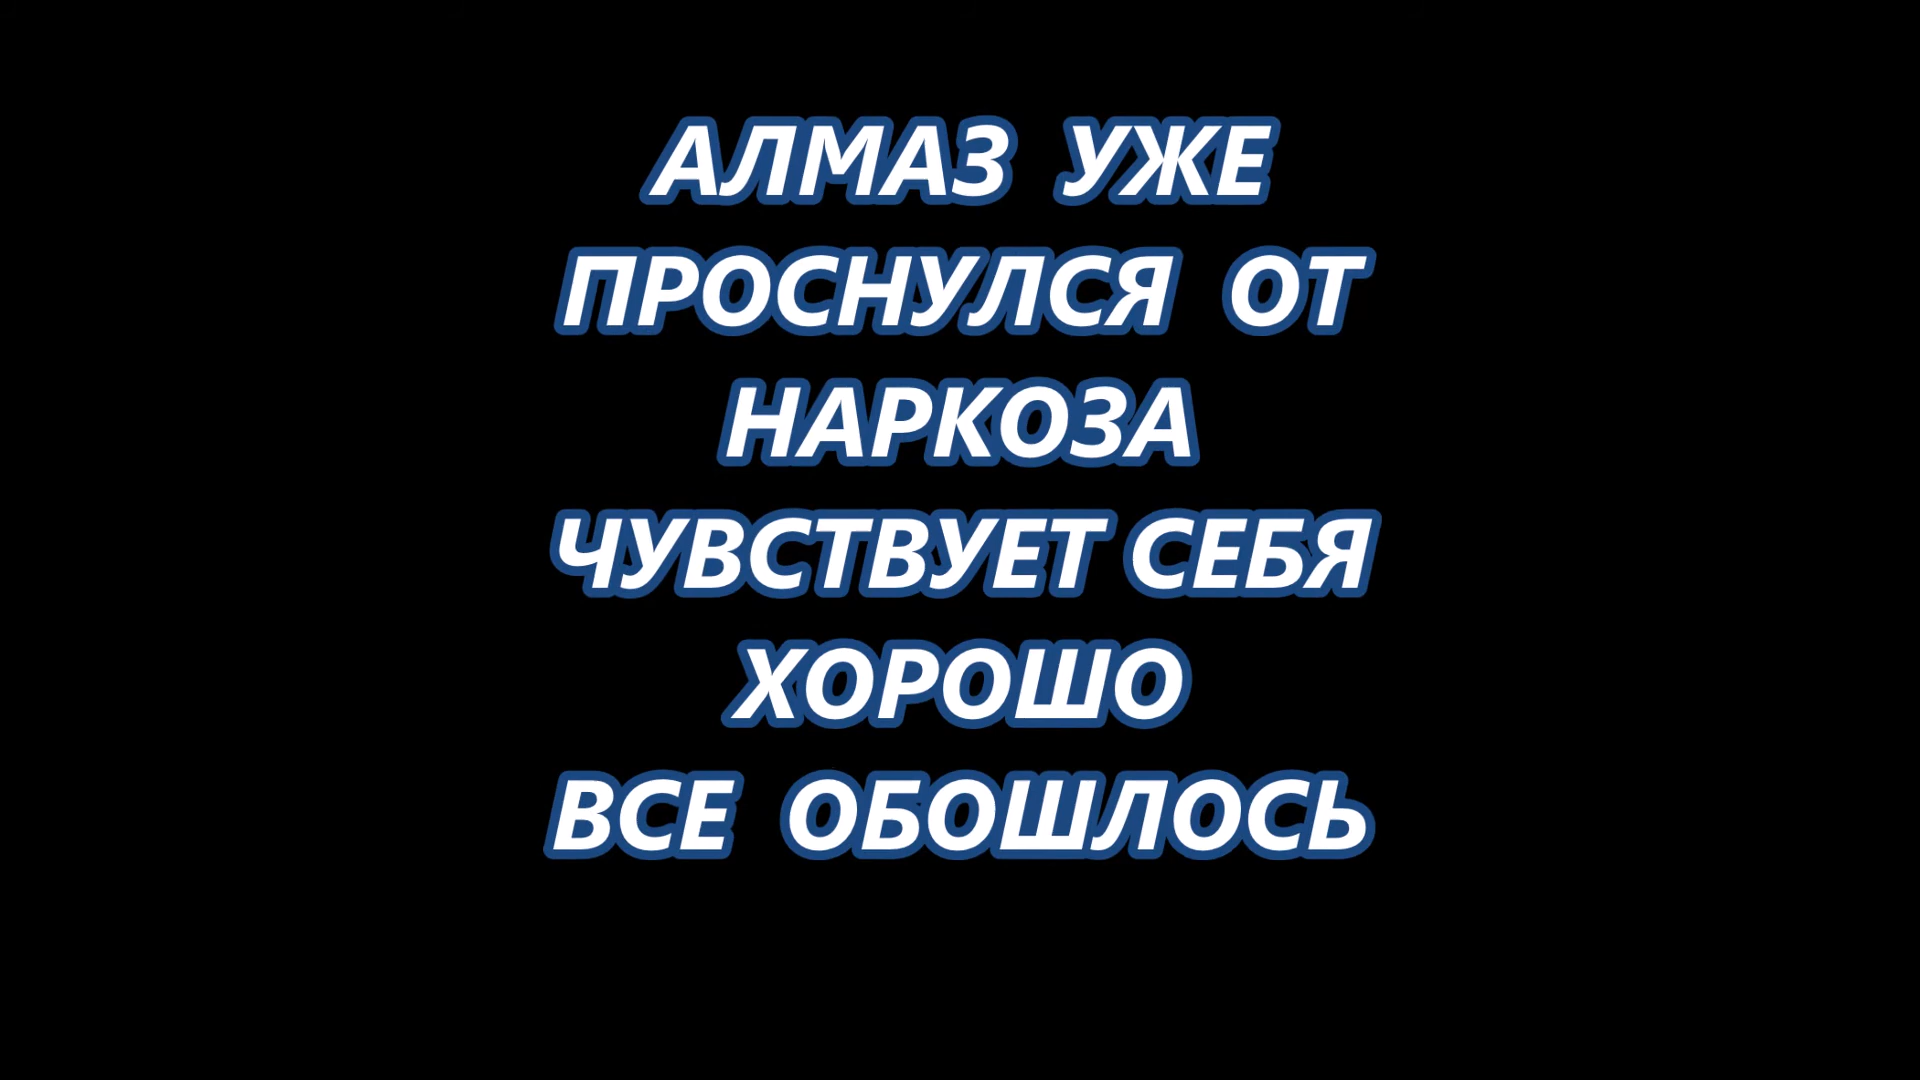 АЛМАЗ УЖЕ
ПРОСНУЛСЯ ОТ
НАРКОЗА
ЧУВСТВУЕТ СЕБЯ
ХОРОШО
ВСЕ ОБОШЛОСЬ